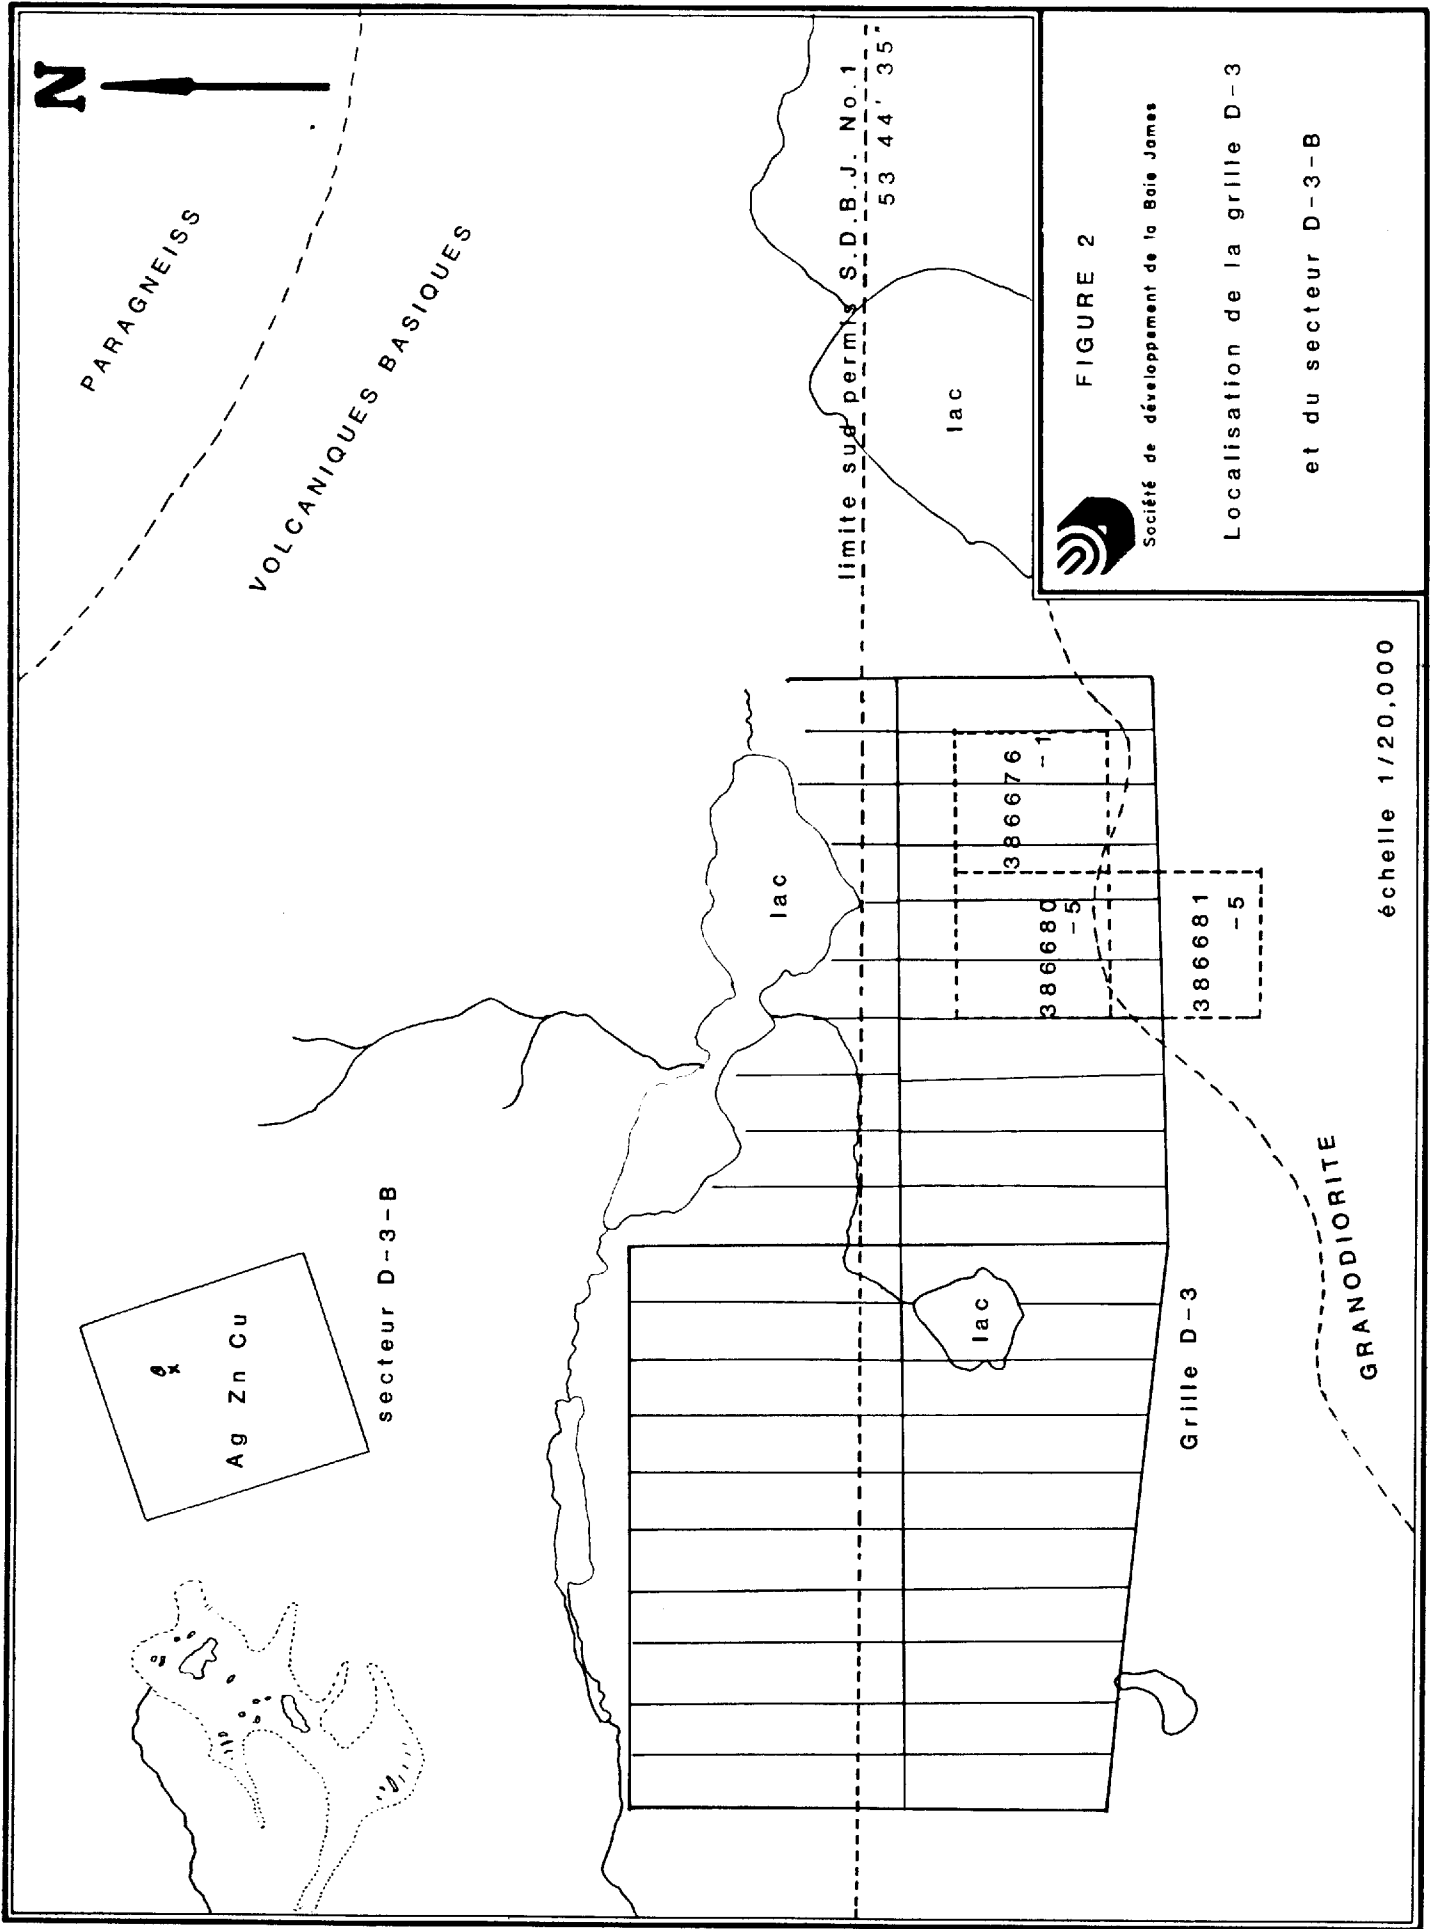 N
PARAGNEISS
VOLCANIQUES BASIQUES
secteur D-3-B
Ag Zn Cu
x
lac
limite sud permis S.D.B.J. No.1
53 44' 35"
lac
lac
386676
-1
386680
-5
386681
-5
Grille D-3
GRANODIORITE
échelle 1/20,000
FIGURE 2
Société de développement de la Baie James
Localisation de la grille D-3
et du secteur D-3-B